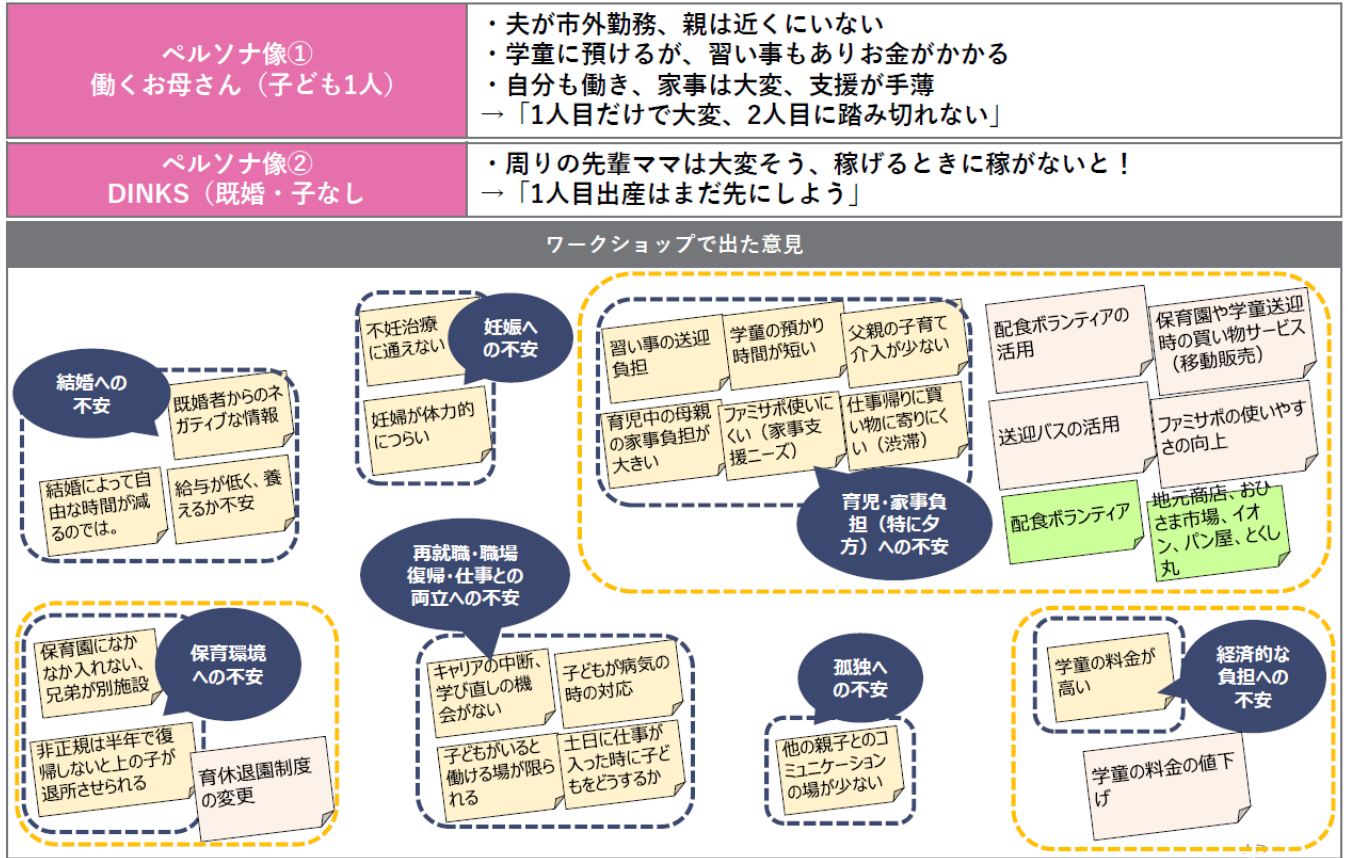 ペルソナ像①
働くお母さん（子ども1人）
・夫が市外勤務、親は近くにいない
・学童に預けるが、習い事もありお金がかかる
・自分も働き、家事は大変、支援が手薄
→「1人目だけで大変、2人目に踏み切れない」
ペルソナ像②
DINKS（既婚・子なし
・周りの先輩ママは大変そう、稼げるときに稼がないと！
→「1人目出産はまだ先にしよう」
ワークショップで出た意見
結婚への
不安
既婚者からのネ
ガティブな情報
結婚によって自
由な時間が減
るのでは。
給与が低く、養
えるか不安
不妊治療
に通えない
妊娠へ
の不安
妊婦が体力的
につらい
習い事の送迎
負担
学童の預かり
時間が短い
父親の子育て
介入が少ない
育児中の母親
の家事負担が
大きい
ファミサポ使いに
くい（家事支
援ニーズ）
仕事帰りに買
い物に寄りにく
い（渋滞）
育児・家事負
担（特に夕
方）への不安
配食ボランティアの
活用
保育園や学童送迎
時の買い物サービス
（移動販売）
送迎バスの活用
ファミサポの使いやす
さの向上
配食ボランティア
地元商店、おひ
さま市場、イオ
ン、パン屋、とくし
丸
保育園になか
なか入れない、
兄弟が別施設
保育環境
への不安
非正規は半年で復
帰しないと上の子が
退所させられる
育休退園制度
の変更
再就職・職場
復帰・仕事との
両立への不安
キャリアの中断、
学び直しの機
会がない
子どもが病気の
時の対応
子どもがいると
働ける場が限ら
れる
土日に仕事が
入った時に子ど
もをどうするか
孤独へ
の不安
他の親子とのコ
ミュニケーション
の場が少ない
学童の料金が
高い
経済的な
負担への
不安
学童の料金の値下
げ